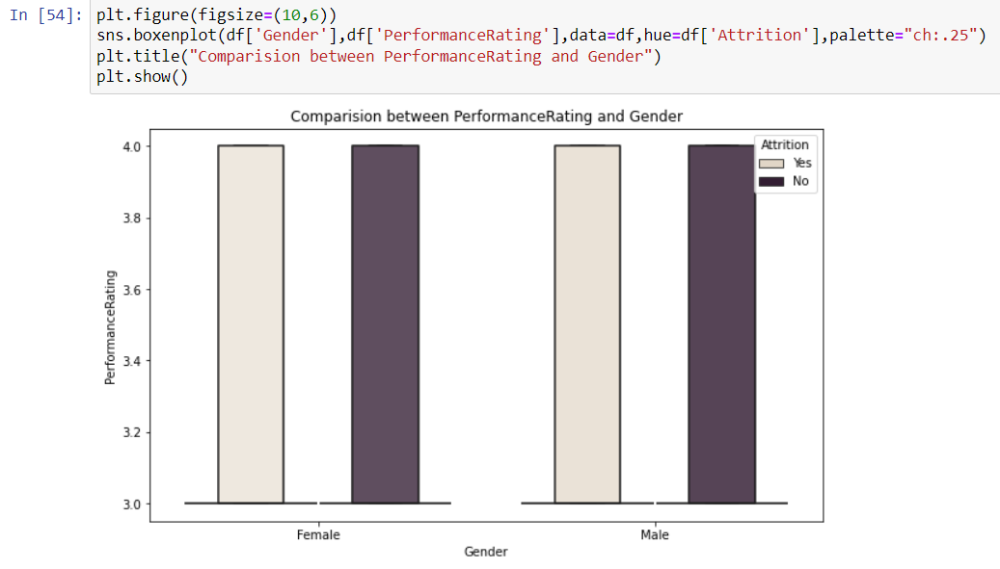 In [54]:
plt.figure(figsize=(10,6))
sns.boxenplot(df['Gender'],df['PerformanceRating'],data=df,hue=df['Attrition'],palette="ch:.25")
plt.title("Comparision between PerformanceRating and Gender")
plt.show()
Comparision between PerformanceRating and Gender
Attrition
Yes
No
4.0
3.8
3.6
3.4
3.2
3.0
PerformanceRating
Female
Male
Gender